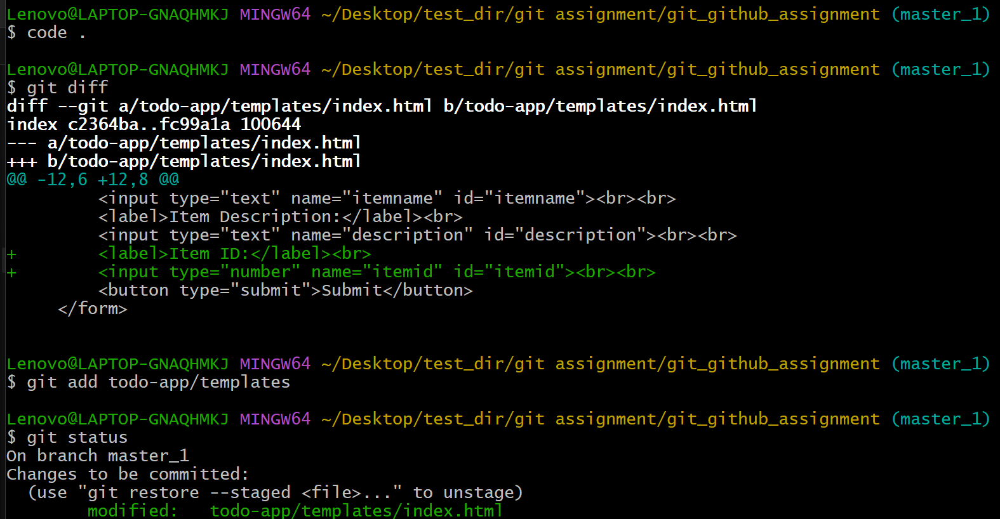 Lenovo@LAPTOP-GNAQHMKJ MINGW64 ~/Desktop/test_dir/git assignment/git_github_assignment (master_1)
$ code .
Lenovo@LAPTOP-GNAQHMKJ MINGW64 ~/Desktop/test_dir/git assignment/git_github_assignment (master_1)
$ git diff
diff --git a/todo-app/templates/index.html b/todo-app/templates/index.html
index c2364ba..fc99a1a 100644
--- a/todo-app/templates/index.html
+++ b/todo-app/templates/index.html
@@ -12,6 +12,8 @@
         <input type="text" name="itemname" id="itemname"><br><br>
         <label>Item Description:</label><br>
         <input type="text" name="description" id="description"><br><br>
+        <label>Item ID:</label><br>
+        <input type="number" name="itemid" id="itemid"><br><br>
         <button type="submit">Submit</button>
     </form>
Lenovo@LAPTOP-GNAQHMKJ MINGW64 ~/Desktop/test_dir/git assignment/git_github_assignment (master_1)
$ git add todo-app/templates
Lenovo@LAPTOP-GNAQHMKJ MINGW64 ~/Desktop/test_dir/git assignment/git_github_assignment (master_1)
$ git status
On branch master_1
Changes to be committed:
  (use "git restore --staged <file>..." to unstage)
        modified:   todo-app/templates/index.html